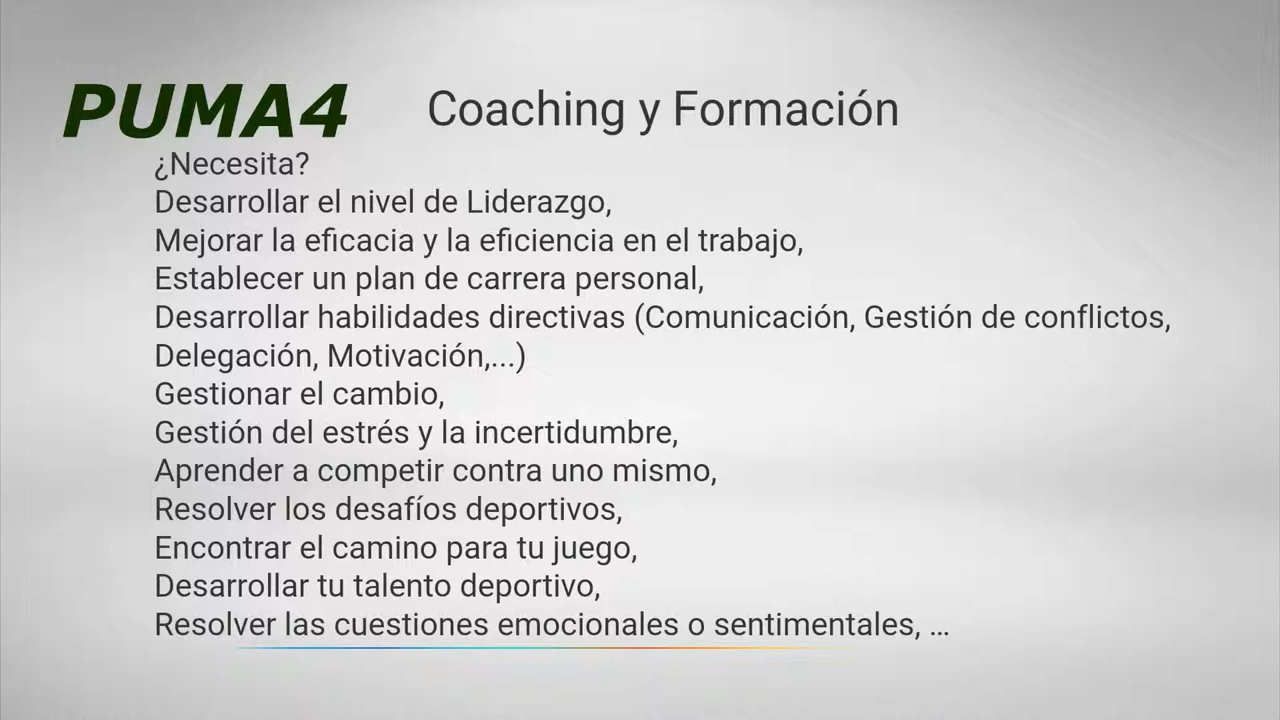 PUMA4 Coaching y Formación
¿Necesita?
Desarrollar el nivel de Liderazgo,
Mejorar la eficacia y la eficiencia en el trabajo,
Establecer un plan de carrera personal,
Desarrollar habilidades directivas (Comunicación, Gestión de conflictos,
Delegación, Motivación,...)
Gestionar el cambio,
Gestión del estrés y la incertidumbre,
Aprender a competir contra uno mismo,
Resolver los desafíos deportivos,
Encontrar el camino para tu juego,
Desarrollar tu talento deportivo,
Resolver las cuestiones emocionales o sentimentales, ...